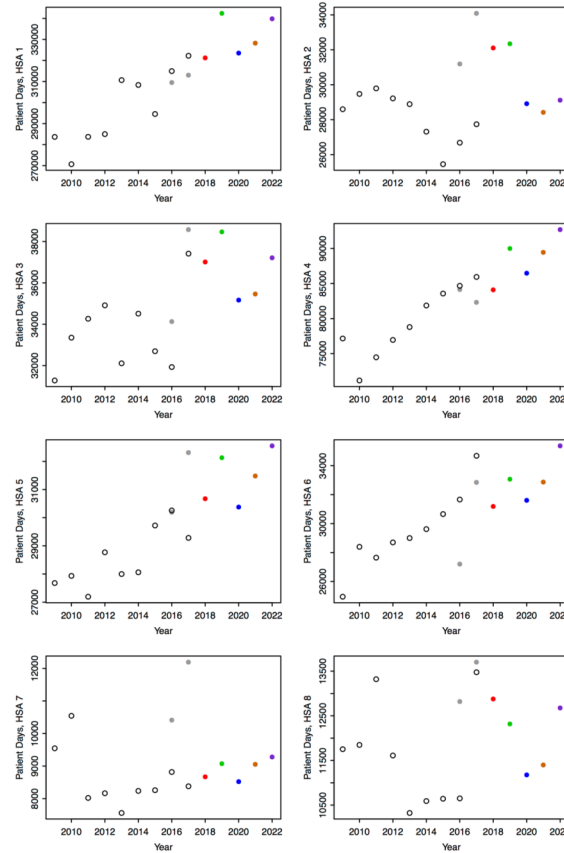 Patient Days, HSA 1
270000 290000 310000 330000
2010 2012 2014 2016 2018 2020 2022
Year
Patient Days, HSA 2
26000 28000 30000 32000 34000
2010 2012 2014 2016 2018 2020 2022
Year
Patient Days, HSA 3
32000 34000 36000 38000
2010 2012 2014 2016 2018 2020 2022
Year
Patient Days, HSA 4
75000 80000 85000 90000
2010 2012 2014 2016 2018 2020 2022
Year
Patient Days, HSA 5
27000 29000 31000
2010 2012 2014 2016 2018 2020 2022
Year
Patient Days, HSA 6
26000 30000 34000
2010 2012 2014 2016 2018 2020 2022
Year
Patient Days, HSA 7
8000 9000 10000 12000
2010 2012 2014 2016 2018 2020 2022
Year
Patient Days, HSA 8
10500 11500 12500 13500
2010 2012 2014 2016 2018 2020 2022
Year